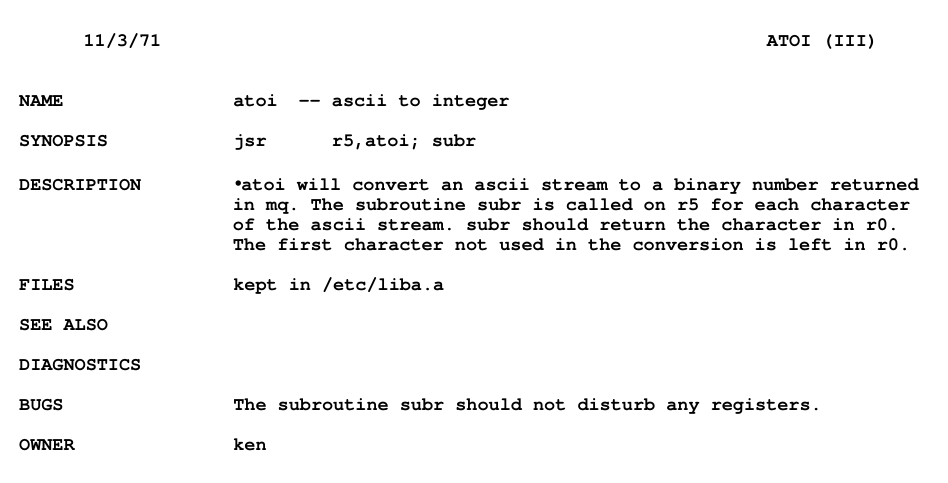 11/3/71 ATOI (III)
NAME atoi -- ascii to integer
SYNOPSIS jsr r5,atoi; subr
DESCRIPTION •atoi will convert an ascii stream to a binary number returned
in mq. The subroutine subr is called on r5 for each character
of the ascii stream. subr should return the character in r0.
The first character not used in the conversion is left in r0.
FILES kept in /etc/liba.a
SEE ALSO
DIAGNOSTICS
BUGS The subroutine subr should not disturb any registers.
OWNER ken